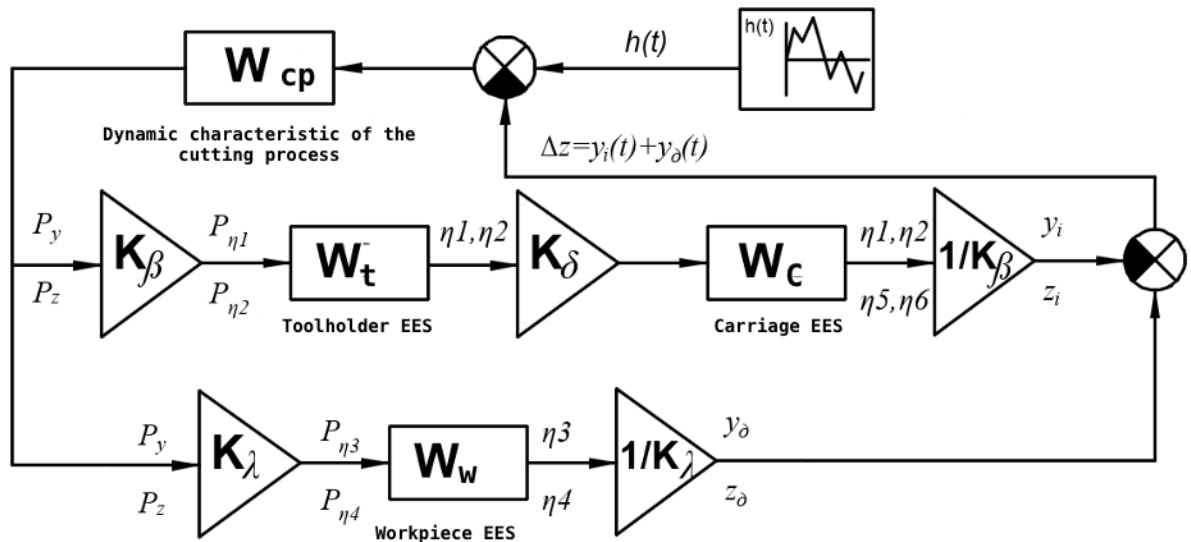 W cp
h(t)
h(t)
Dynamic characteristic of the
cutting process
Δz=yi(t)+y∂(t)
Py
Kβ
Pη1
Wt
η1,η2
Kδ
Wc
η1,η2
1/Kβ
yi
Pz
Pη2
η5,η6
zi
Toolholder EES
Carriage EES
Py
Kλ
Pη3
Ww
η3
1/Kλ
y∂
Pz
Pη4
η4
z∂
Workpiece EES